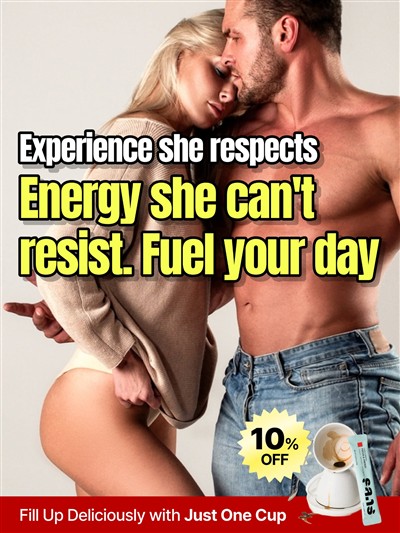 Experience she respects
Energy she can't
resist. Fuel your day
10%
OFF
Fill Up Deliciously with Just One Cup